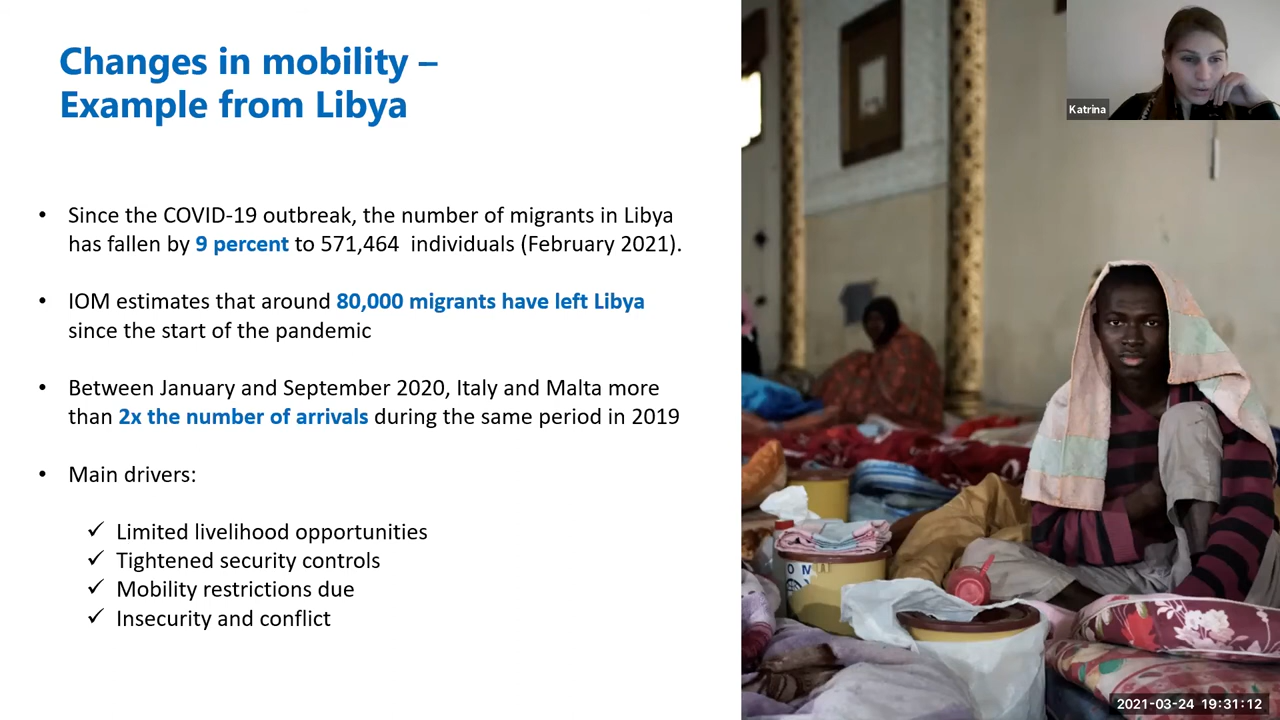 Changes in mobility –
Example from Libya
• Since the COVID-19 outbreak, the number of migrants in Libya
has fallen by 9 percent to 571,464 individuals (February 2021).
• IOM estimates that around 80,000 migrants have left Libya
since the start of the pandemic
• Between January and September 2020, Italy and Malta more
than 2x the number of arrivals during the same period in 2019
• Main drivers:
✓ Limited livelihood opportunities
✓ Tightened security controls
✓ Mobility restrictions due
✓ Insecurity and conflict
Katrina
O M
2021-03-24 19:31:12